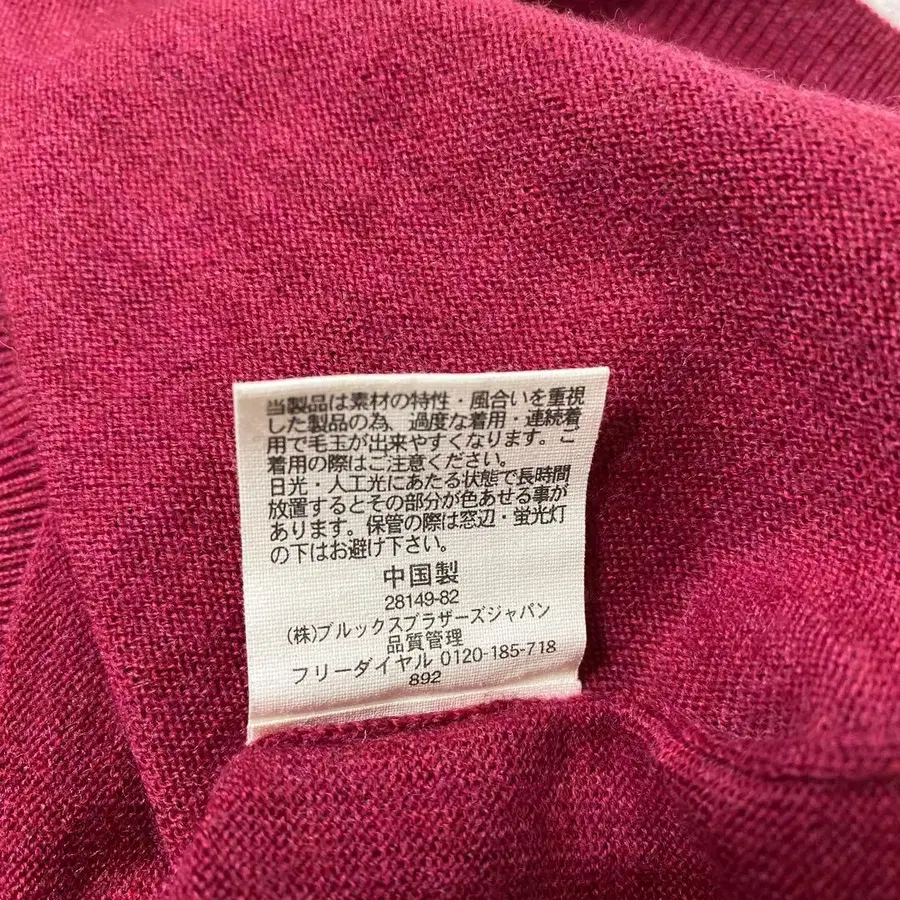 当製品は素材の特性・風合いを重視
した製品の為、過度な着用・連続着
用で毛玉が出来やすくなります。ご
着用の際はご注意ください。
日光・人工光にあたる状態で長時間
放置するとその部分が色あせる事が
あります。保管の際は窓辺・蛍光灯
の下はお避け下さい。
中国製
28149-82
(株)ブルックスブラザーズジャパン
品質管理
フリーダイヤル 0120-185-718
892